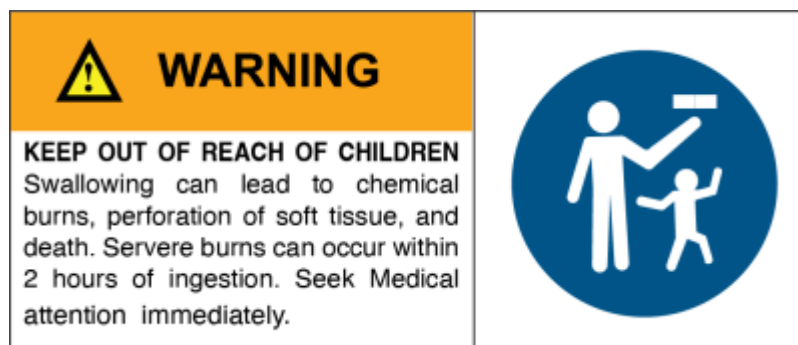 WARNING
KEEP OUT OF REACH OF CHILDREN
Swallowing can lead to chemical
burns, perforation of soft tissue, and
death. Servere burns can occur within
2 hours of ingestion. Seek Medical
attention immediately.